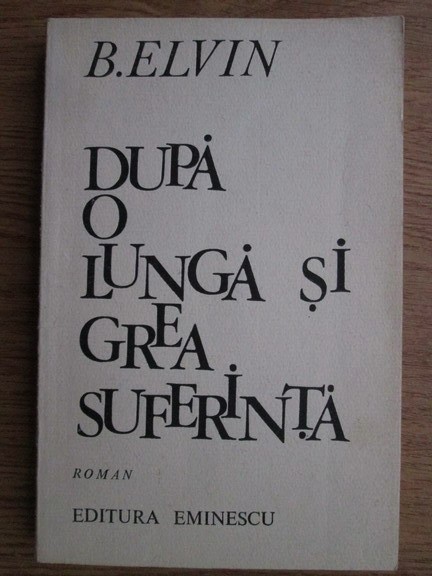 B. ELVIN
DUPĂ
O
LUNGĂ ȘI
GREA
SUFERINȚĂ
ROMAN
EDITURA EMINESCU